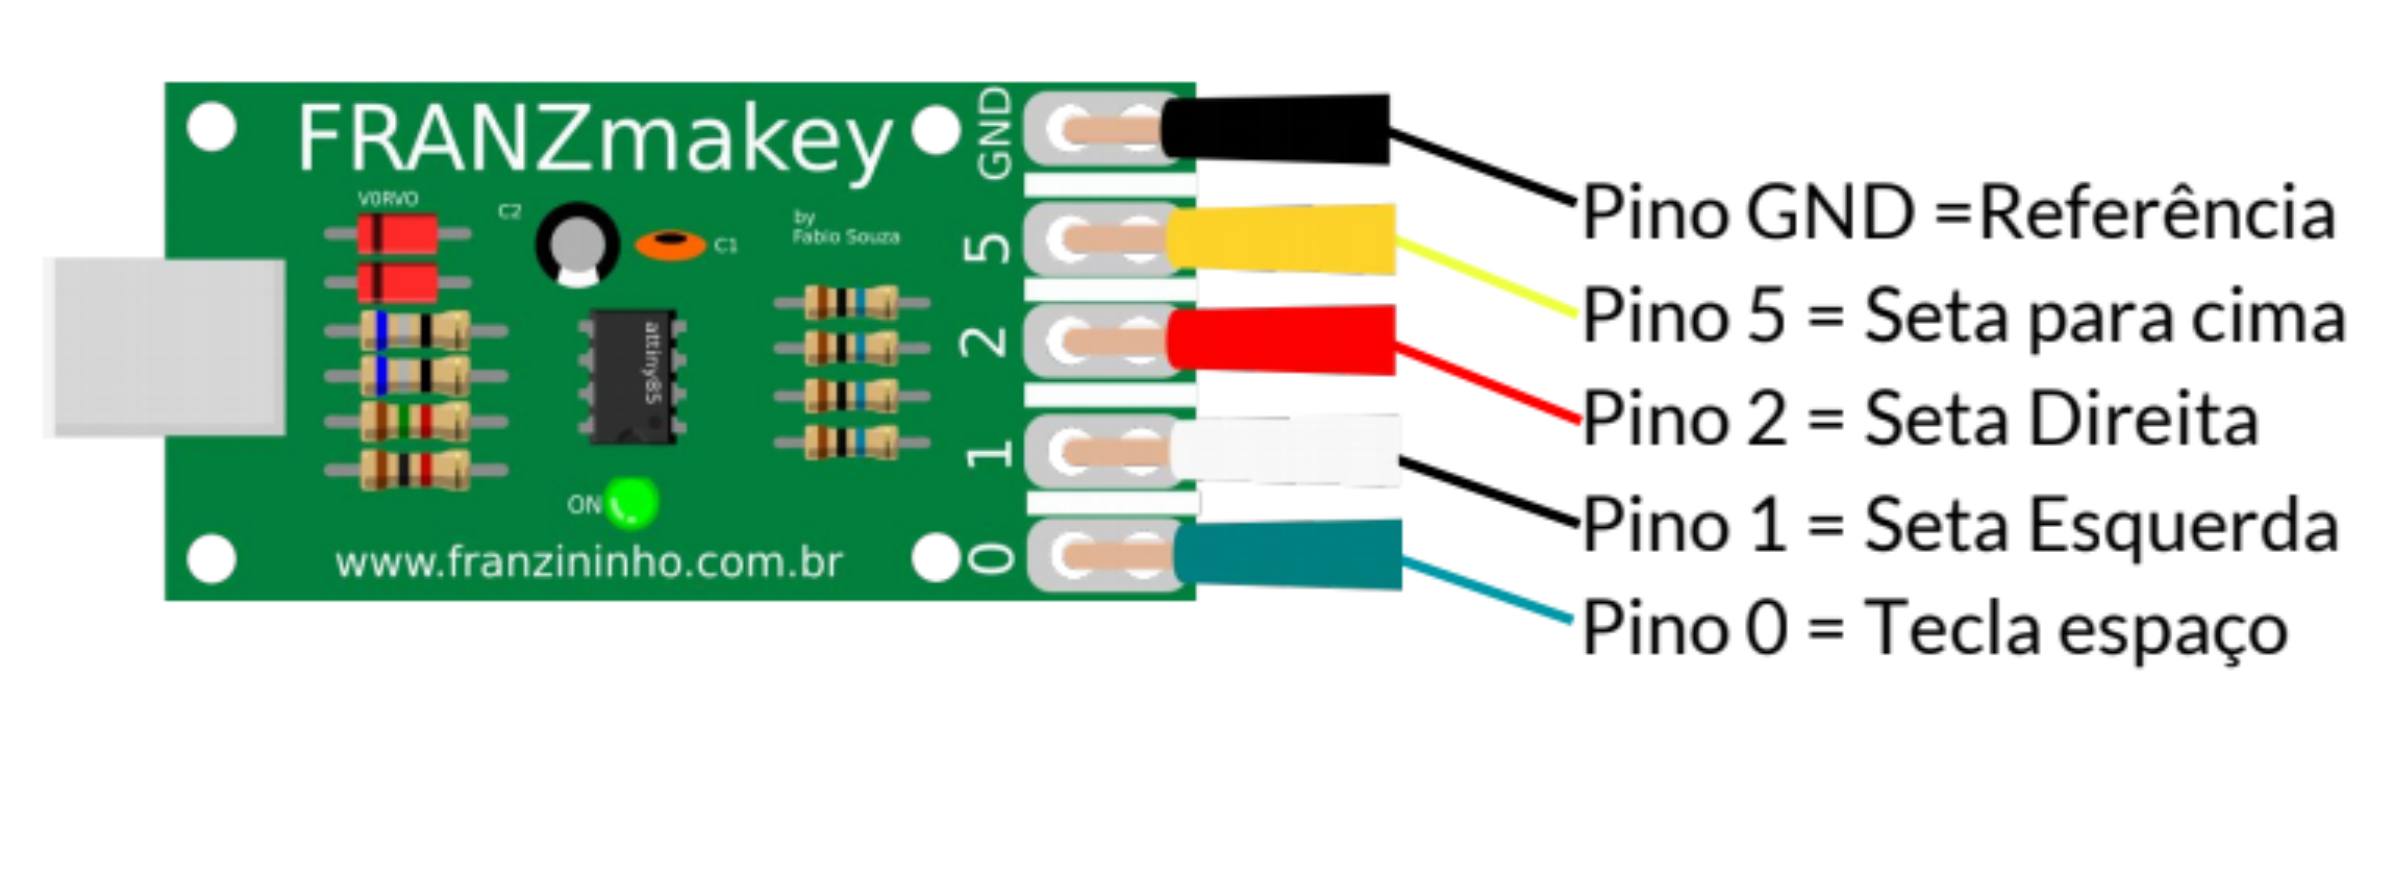 FRANZmakey
VORVO
C2
C1
by
Fabio Souza
attiny85
ON
www.franzininho.com.br
GND
5
2
1
0
Pino GND =Referência
Pino 5 = Seta para cima
Pino 2 = Seta Direita
Pino 1 = Seta Esquerda
Pino 0 = Tecla espaço